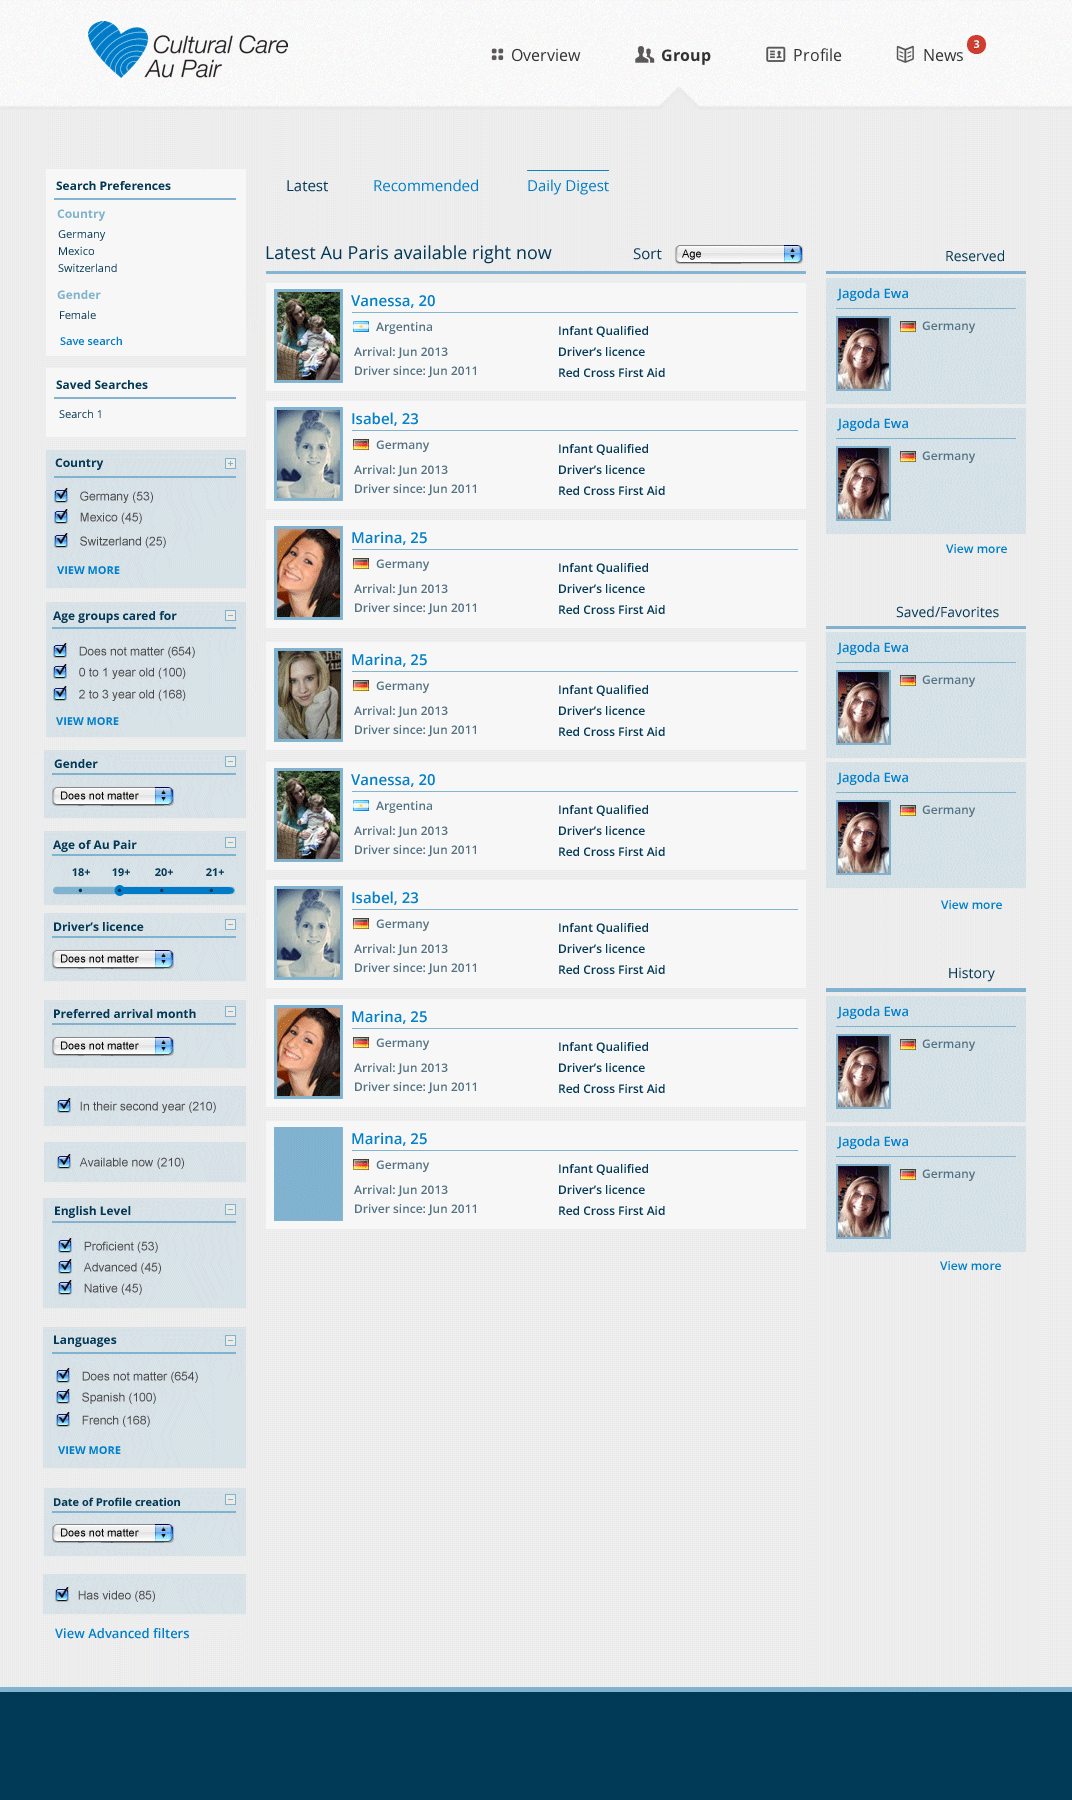 Cultural Care
Au Pair
Overview
Group
Profile
News
3
Search Preferences
Country
Germany
Mexico
Switzerland
Gender
Female
Save search
Saved Searches
Search 1
Country
Germany (53)
Mexico (45)
Switzerland (25)
VIEW MORE
Age groups cared for
Does not matter (654)
0 to 1 year old (100)
2 to 3 year old (168)
VIEW MORE
Gender
Does not matter
Age of Au Pair
18+ 19+ 20+ 21+
Driver's licence
Does not matter
Preferred arrival month
Does not matter
In their second year (210)
Available now (210)
English Level
Proficient (53)
Advanced (45)
Native (45)
Languages
Does not matter (654)
Spanish (100)
French (168)
VIEW MORE
Date of Profile creation
Does not matter
Has video (85)
View Advanced filters
Latest
Recommended
Daily Digest
Latest Au Paris available right now
Sort
Age
Vanessa, 20
Argentina
Arrival: Jun 2013
Driver since: Jun 2011
Infant Qualified
Driver's licence
Red Cross First Aid
Isabel, 23
Germany
Arrival: Jun 2013
Driver since: Jun 2011
Infant Qualified
Driver's licence
Red Cross First Aid
Marina, 25
Germany
Arrival: Jun 2013
Driver since: Jun 2011
Infant Qualified
Driver's licence
Red Cross First Aid
Marina, 25
Germany
Arrival: Jun 2013
Driver since: Jun 2011
Infant Qualified
Driver's licence
Red Cross First Aid
Vanessa, 20
Argentina
Arrival: Jun 2013
Driver since: Jun 2011
Infant Qualified
Driver's licence
Red Cross First Aid
Isabel, 23
Germany
Arrival: Jun 2013
Driver since: Jun 2011
Infant Qualified
Driver's licence
Red Cross First Aid
Marina, 25
Germany
Arrival: Jun 2013
Driver since: Jun 2011
Infant Qualified
Driver's licence
Red Cross First Aid
Marina, 25
Germany
Arrival: Jun 2013
Driver since: Jun 2011
Infant Qualified
Driver's licence
Red Cross First Aid
Reserved
Jagoda Ewa
Germany
Jagoda Ewa
Germany
View more
Saved/Favorites
Jagoda Ewa
Germany
Jagoda Ewa
Germany
View more
History
Jagoda Ewa
Germany
Jagoda Ewa
Germany
View more